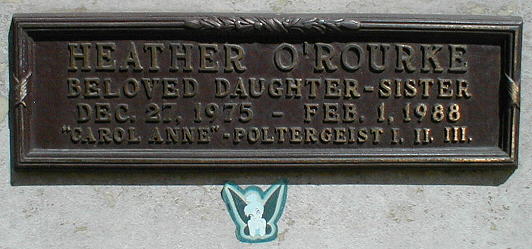 HEATHER O'ROURKE
BELOVED DAUGHTER-SISTER
DEC. 27, 1975 - FEB. 1, 1988
"CAROL ANNE"-POLTERGEIST I. II. III.